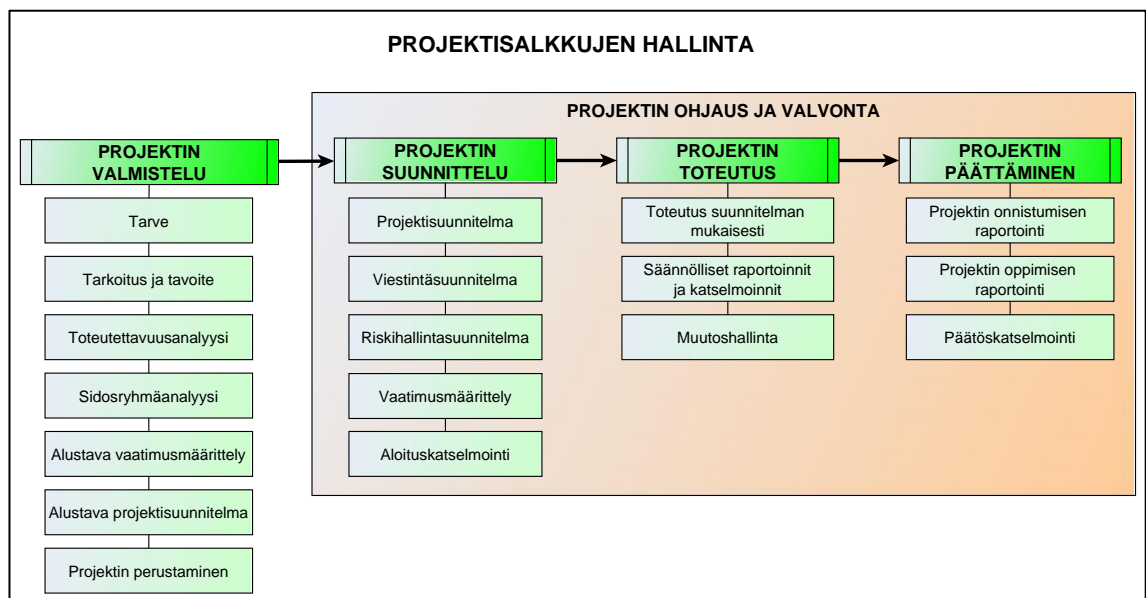 PROJEKTISALKKUJEN HALLINTA
PROJEKTIN OHJAUS JA VALVONTA
PROJEKTIN
VALMISTELU
Tarve
Tarkoitus ja tavoite
Toteutettavuusanalyysi
Sidosryhmäanalyysi
Alustava vaatimusmäärittely
Alustava projektisuunnitelma
Projektin perustaminen
PROJEKTIN
SUUNNITTELU
Projektisuunnitelma
Viestintäsuunnitelma
Riskihallintasuunnitelma
Vaatimusmäärittely
Aloituskatselmointi
PROJEKTIN
TOTEUTUS
Toteutus suunnitelman
mukaisesti
Säännölliset raportoinnit
ja katselmoinnit
Muutoshallinta
PROJEKTIN
PÄÄTTÄMINEN
Projektin onnistumisen
raportointi
Projektin oppimisen
raportointi
Päätöskatselmointi